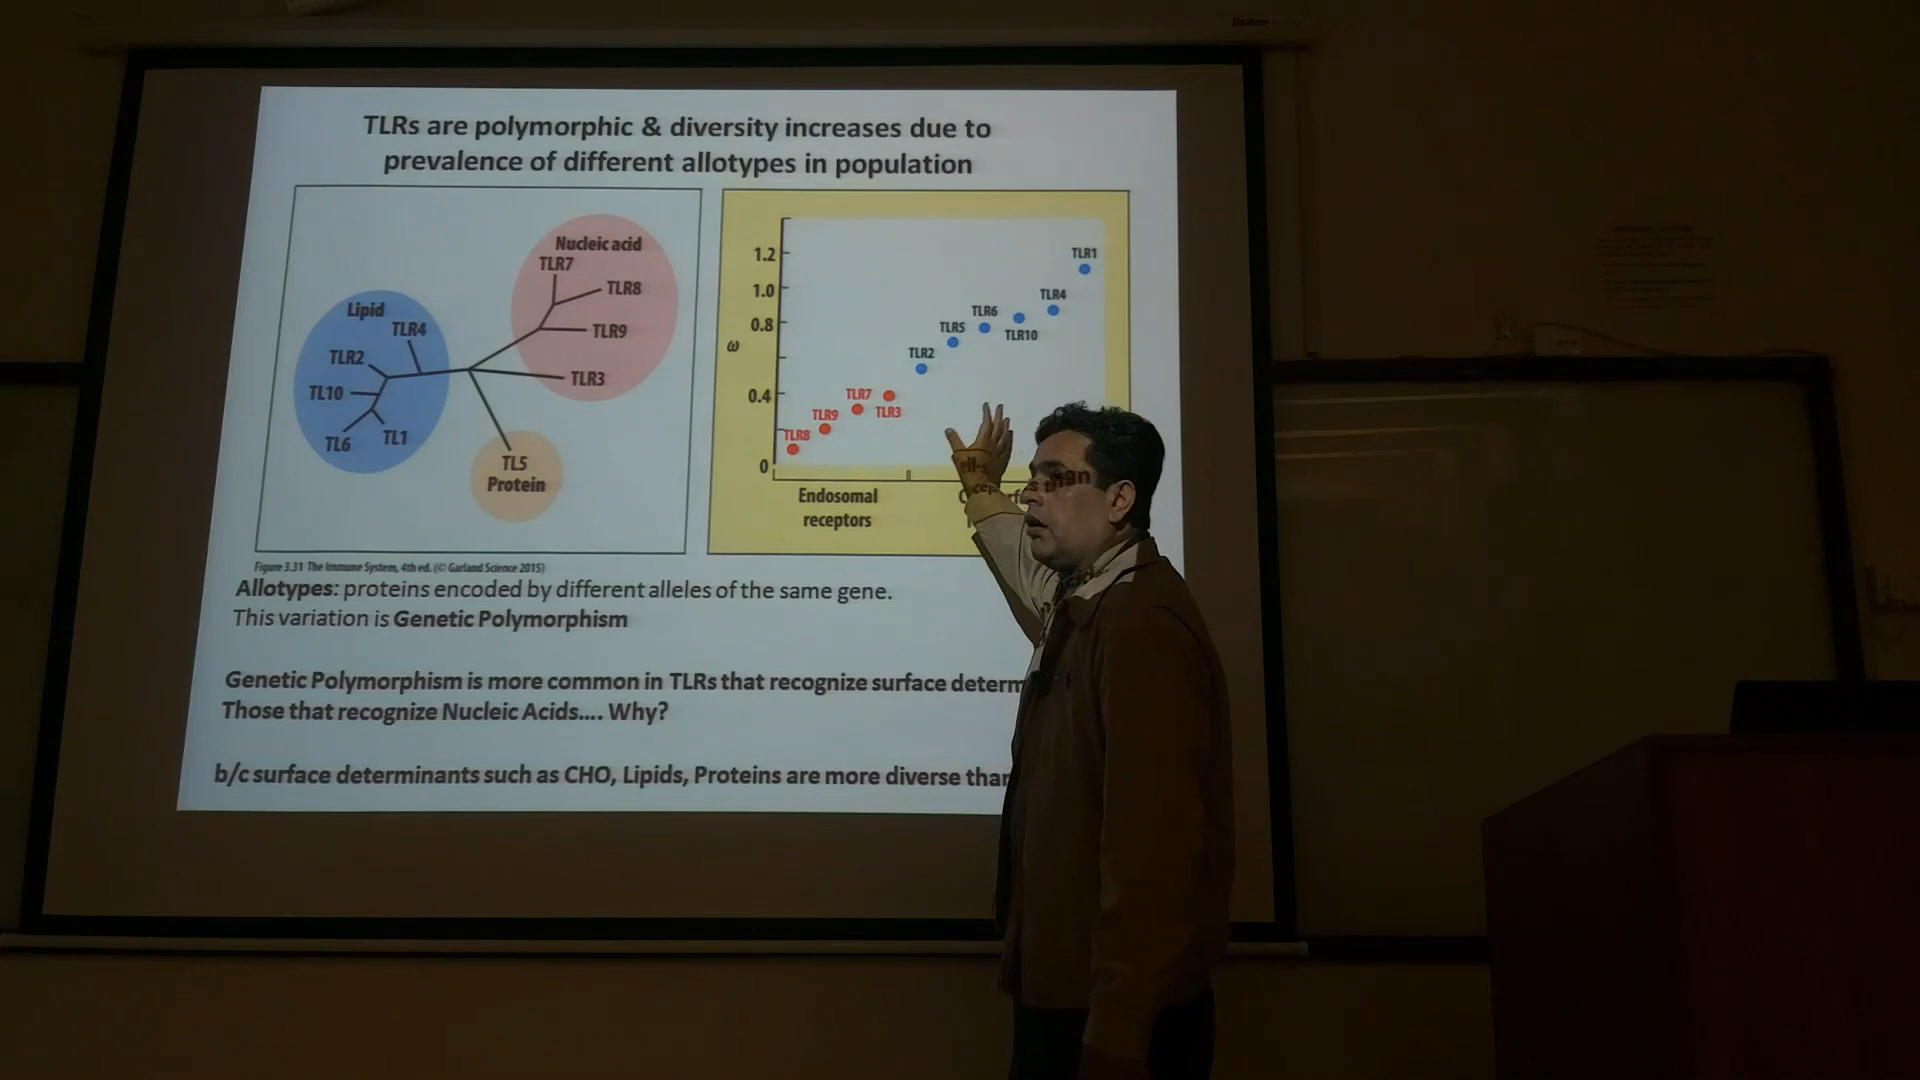 TLRs are polymorphic & diversity increases due to
prevalence of different allotypes in population
Nucleic acid
TLR7
TLR8
TLR9
TLR3
Lipid
TLR4
TLR2
TL10
TL6
TL1
TL5
Protein
1.2
1.0
0.8
ω
0.4
0
TLR1
TLR4
TLR6
TLR10
TLR5
TLR2
TLR7
TLR3
TLR9
TLR8
Endosomal
receptors
Figure 3.31 The Immune System, 4th ed. (© Garland Science 2015)
Allotypes: proteins encoded by different alleles of the same gene.
This variation is Genetic Polymorphism
Genetic Polymorphism is more common in TLRs that recognize surface determ
Those that recognize Nucleic Acids.... Why?
b/c surface determinants such as CHO, Lipids, Proteins are more diverse than